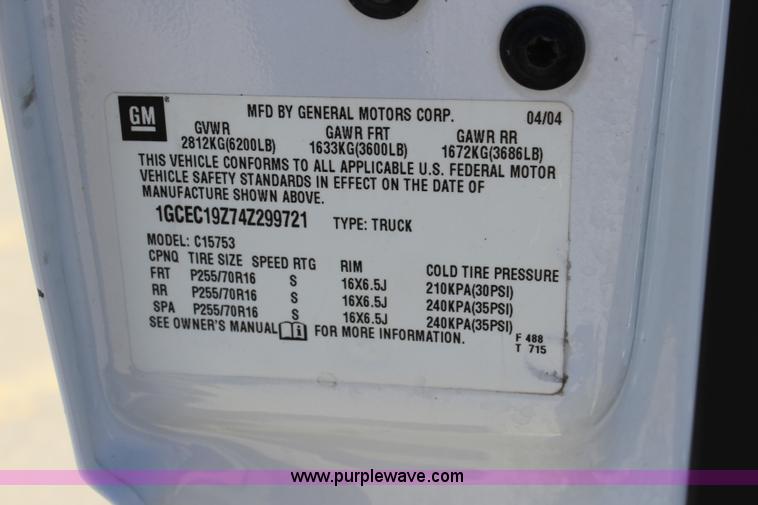 GM ® MFD BY GENERAL MOTORS CORP. 04/04
GVWR GAWR FRT GAWR RR
2812KG(6200LB) 1633KG(3600LB) 1672KG(3686LB)
THIS VEHICLE CONFORMS TO ALL APPLICABLE U.S. FEDERAL MOTOR
VEHICLE SAFETY STANDARDS IN EFFECT ON THE DATE OF
MANUFACTURE SHOWN ABOVE.
1GCEC19Z74Z299721 TYPE: TRUCK
MODEL: C15753
CPNQ TIRE SIZE SPEED RTG RIM COLD TIRE PRESSURE
FRT P255/70R16 S 16X6.5J 210KPA(30PSI)
RR P255/70R16 S 16X6.5J 240KPA(35PSI)
SPA P255/70R16 S 16X6.5J 240KPA(35PSI)
SEE OWNER'S MANUAL i FOR MORE INFORMATION.
F 488
T 715
www.purplewave.com